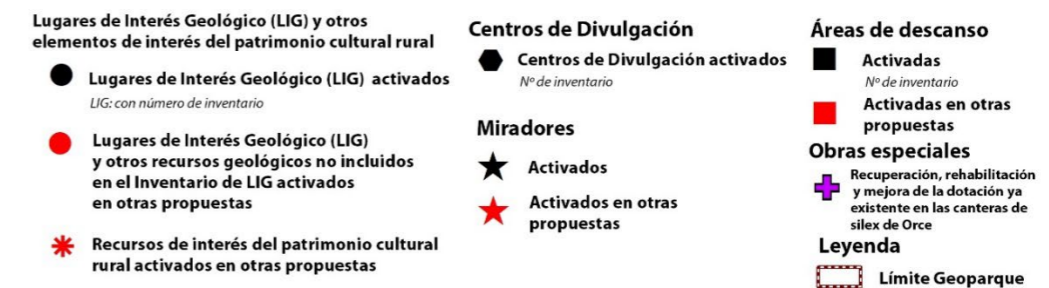 Lugares de Interés Geológico (LIG) y otros
elementos de interés del patrimonio cultural rural
Lugares de Interés Geológico (LIG) activados
LIG: con número de inventario
Lugares de Interés Geológico (LIG)
y otros recursos geológicos no incluidos
en el Inventario de LIG activados
en otras propuestas
Recursos de interés del patrimonio cultural
rural activados en otras propuestas
Centros de Divulgación
Centros de Divulgación activados
Nº de inventario
Miradores
Activados
Activados en otras
propuestas
Áreas de descanso
Activadas
Nº de inventario
Activadas en otras
propuestas
Obras especiales
Recuperación, rehabilitación
y mejora de la dotación ya
existente en las canteras de
silex de Orce
Leyenda
Límite Geoparque